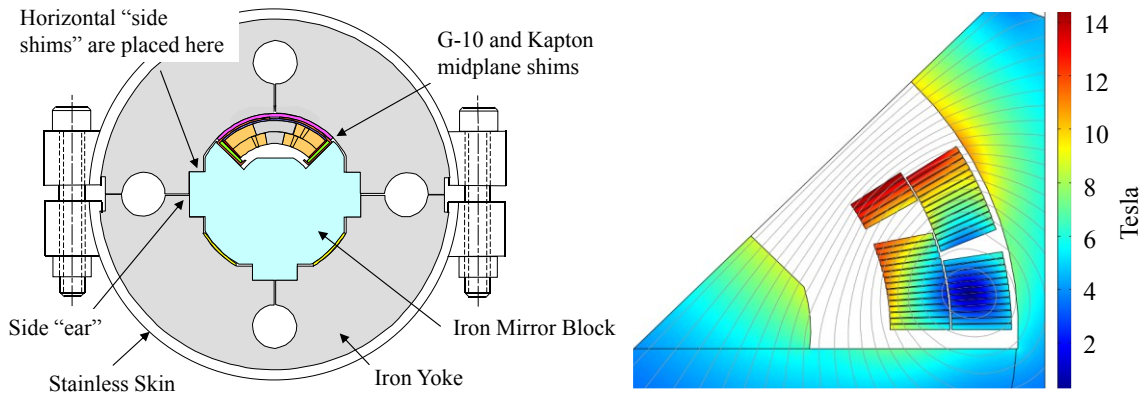 Horizontal “side
shims” are placed here
G-10 and Kapton
midplane shims
Side “ear”
Stainless Skin
Iron Yoke
Iron Mirror Block
14
12
10
8
6
4
2
Tesla